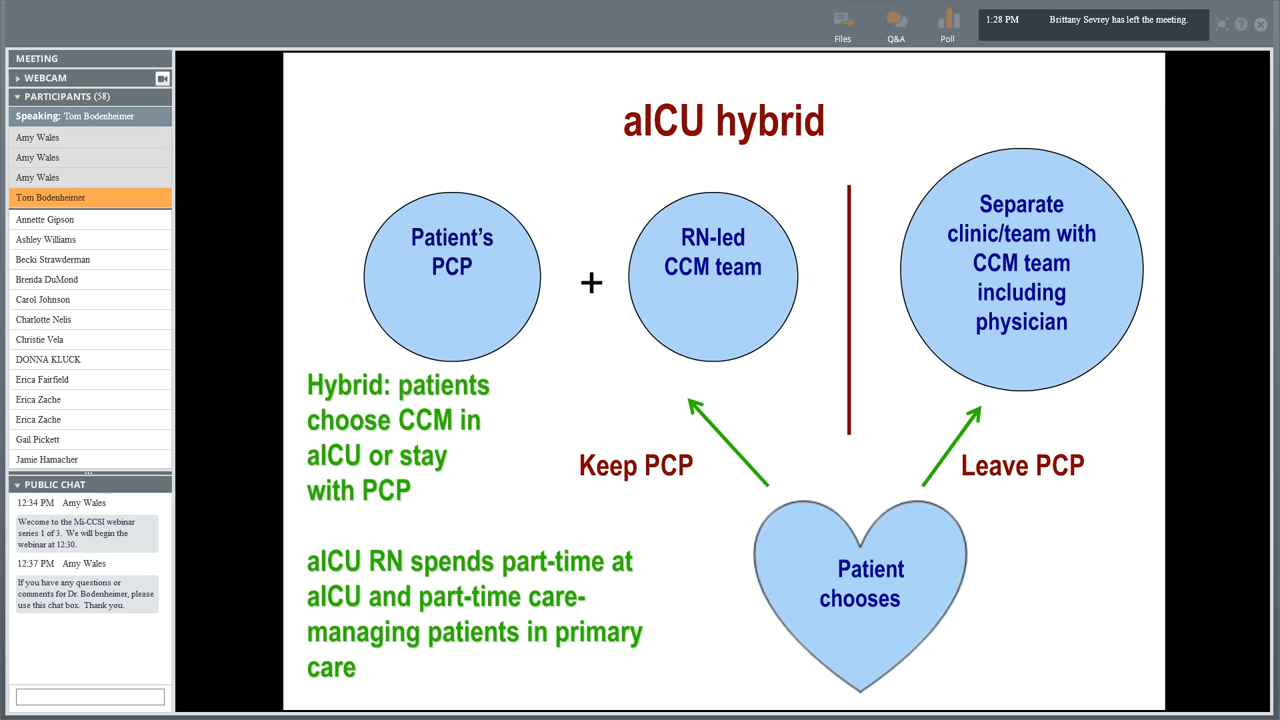 Files
Q&A
Poll
1:28 PM Brittany Sevrey has left the meeting.
MEETING
WEBCAM
PARTICIPANTS (58)
Speaking: Tom Bodenheimer
Amy Wales
Amy Wales
Amy Wales
Tom Bodenheimer
Annette Gipson
Ashley Williams
Becki Strawderman
Brenda DuMond
Carol Johnson
Charlotte Nelis
Christie Vela
DONNA KLUCK
Erica Fairfield
Erica Zache
Erica Zache
Gail Pickett
Jamie Hamacher
PUBLIC CHAT
12:34 PM Amy Wales
Wecome to the Mi-CCSI webinar
series 1 of 3. We will begin the
webinar at 12:30.
12:37 PM Amy Wales
If you have any questions or
comments for Dr. Bodenheimer, please
use this chat box. Thank you.
aICU hybrid
Patient's
PCP
+
RN-led
CCM team
Separate
clinic/team with
CCM team
including
physician
Hybrid: patients
choose CCM in
aICU or stay
with PCP
Keep PCP
Leave PCP
aICU RN spends part-time at
aICU and part-time care-
managing patients in primary
care
Patient
chooses